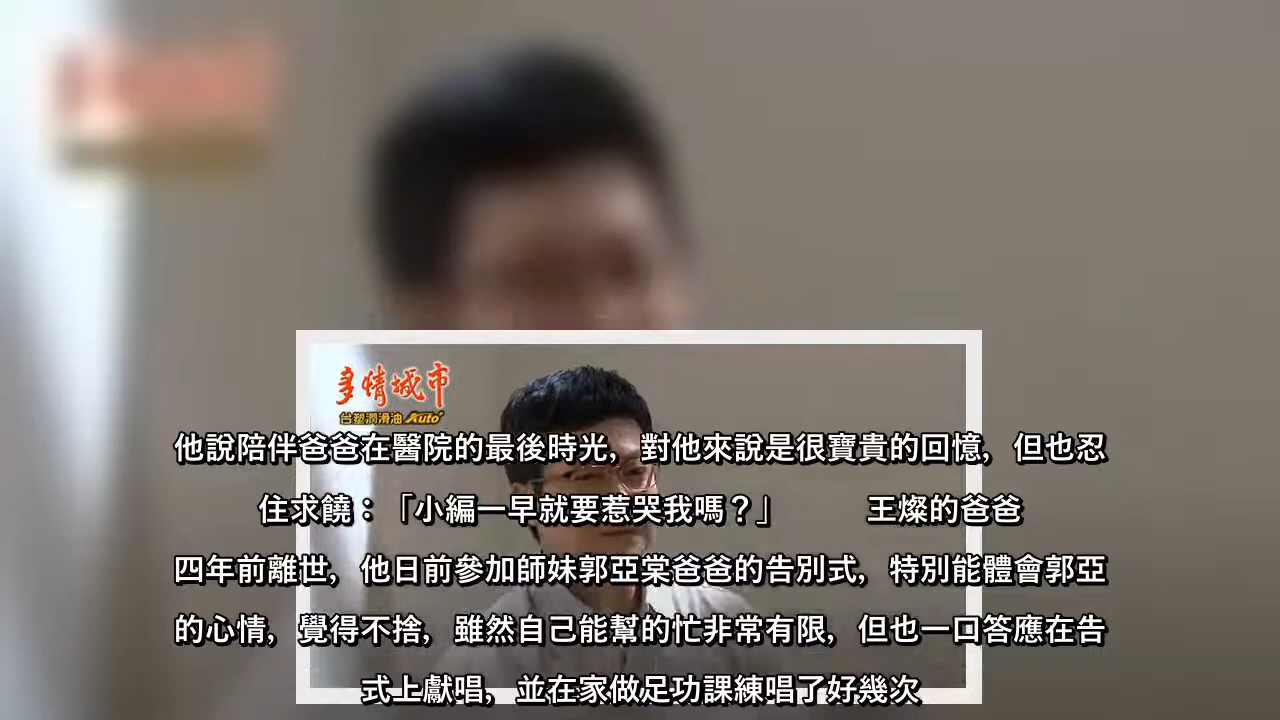 多情城市
台塑潤滑油 Auto
他說陪伴爸爸在醫院的最後時光，對他來說是很寶貴的回憶，但也忍
住求饒：「小編一早就要惹哭我嗎？」 王燦的爸爸
四年前離世，他日前參加師妹郭亞棠爸爸的告別式，特別能體會郭亞
的心情，覺得不捨，雖然自己能幫的忙非常有限，但也一口答應在告
式上獻唱，並在家做足功課練唱了好幾次